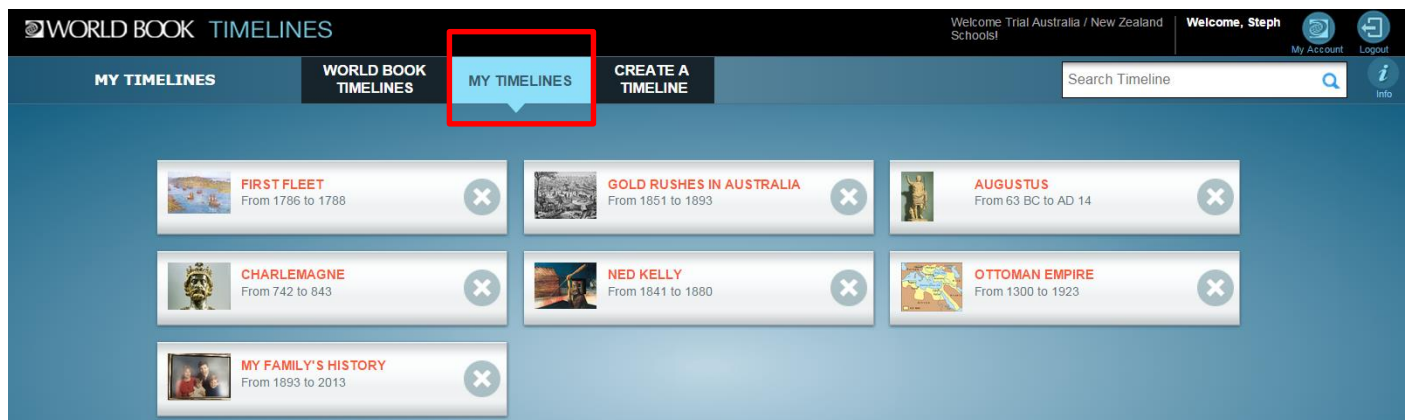 WORLD BOOK TIMELINES
Welcome Trial Australia / New Zealand
Schools!
Welcome, Steph
My Account
Logout
MY TIMELINES
WORLD BOOK
TIMELINES
MY TIMELINES
CREATE A
TIMELINE
Search Timeline
i
Info
FIRST FLEET
From 1786 to 1788
GOLD RUSHES IN AUSTRALIA
From 1851 to 1893
AUGUSTUS
From 63 BC to AD 14
CHARLEMAGNE
From 742 to 843
NED KELLY
From 1841 to 1880
OTTOMAN EMPIRE
From 1300 to 1923
MY FAMILY'S HISTORY
From 1893 to 2013